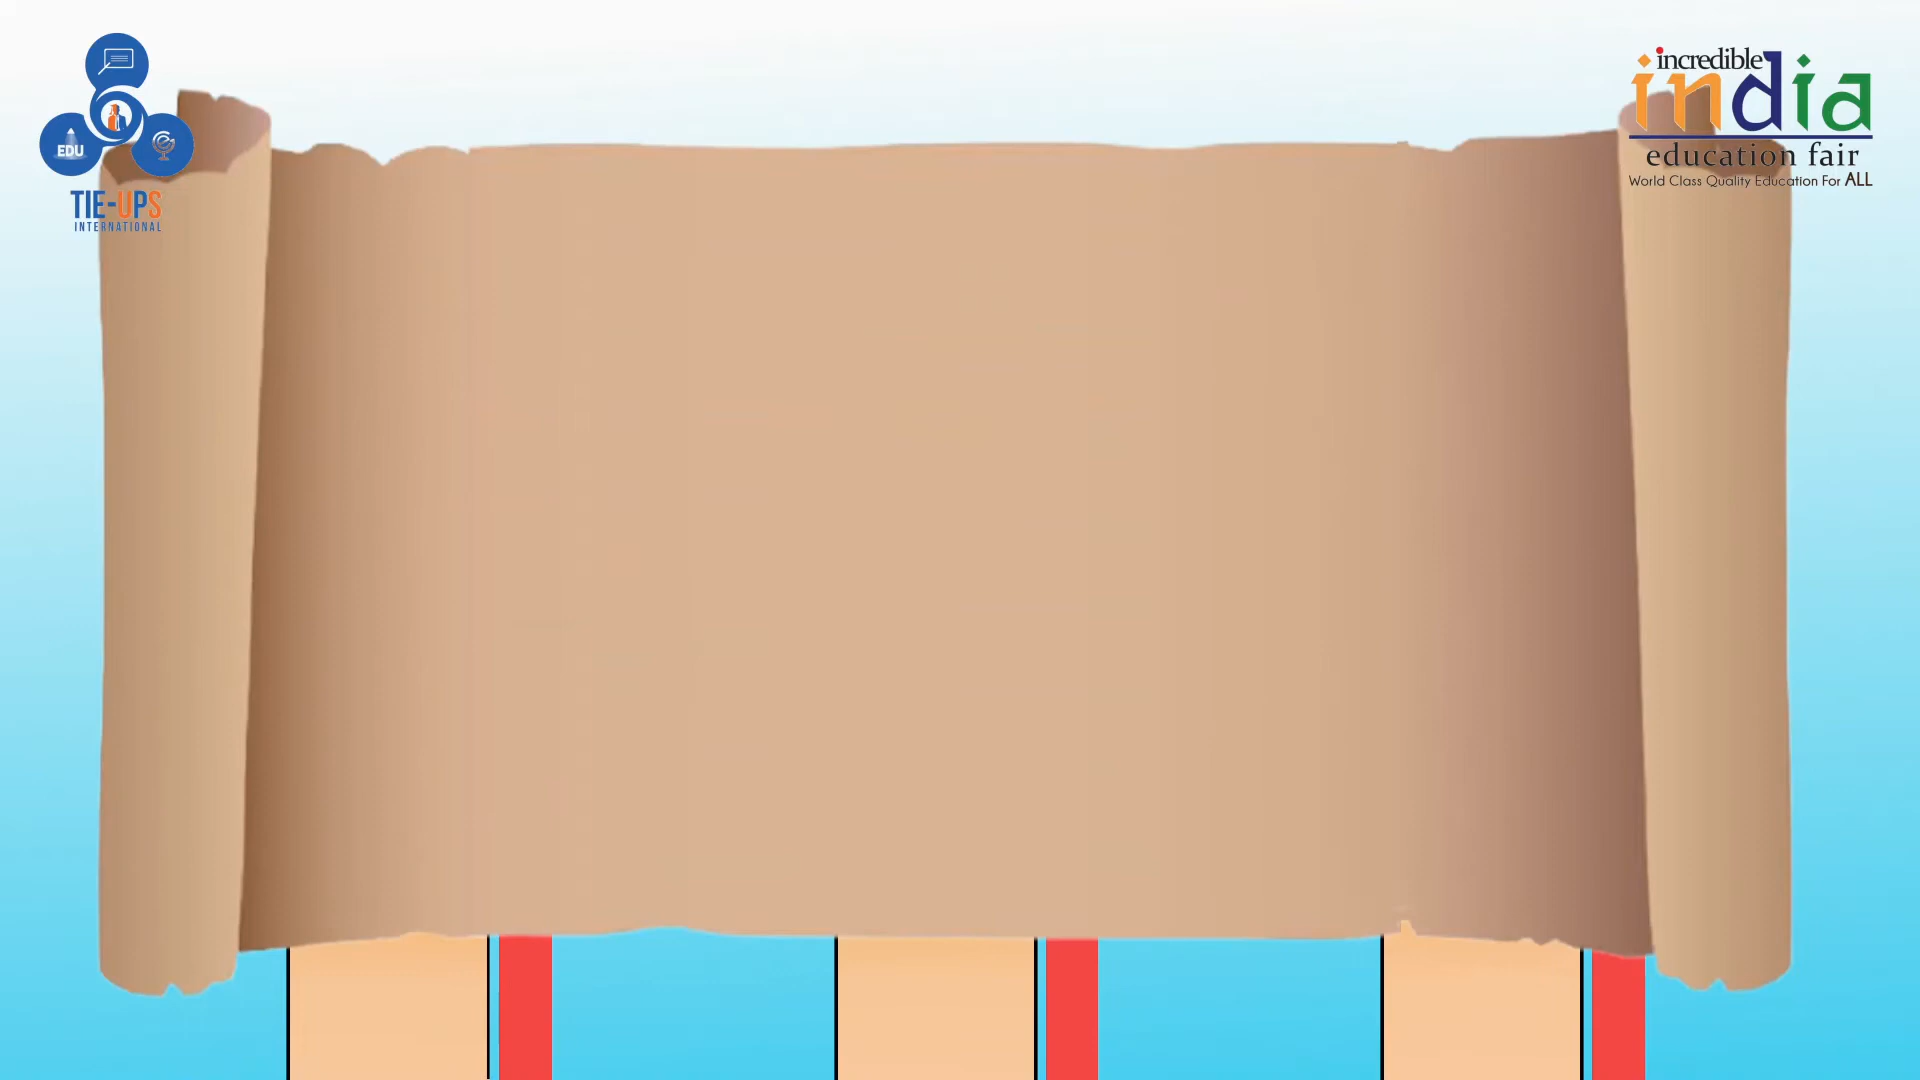 EDU
TIE-UPS
INTERNATIONAL
incredible
india
education fair
World Class Quality Education For ALL